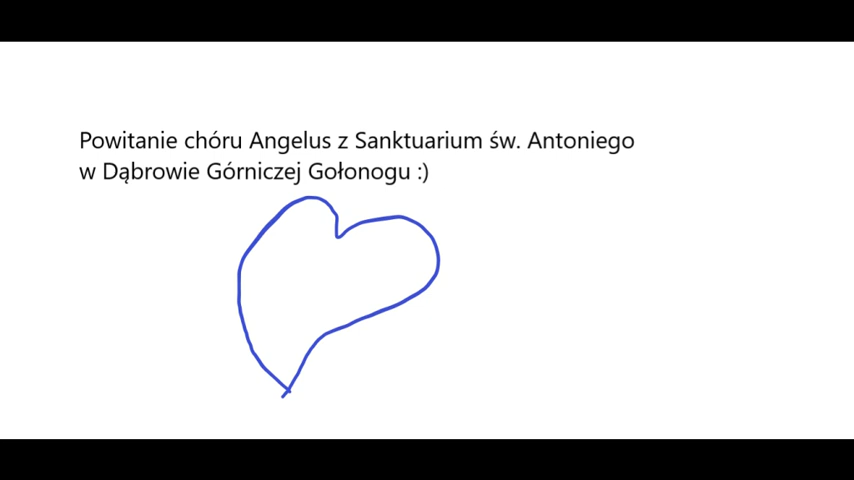 Powitanie chóru Angelus z Sanktuarium św. Antoniego
w Dąbrowie Górniczej Gołonogu :)